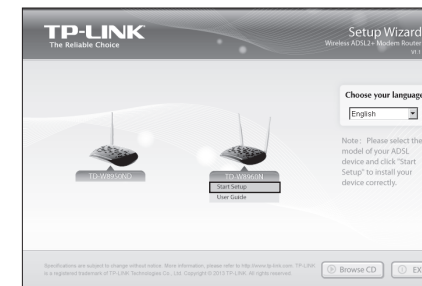 TP-LINK
The Reliable Choice
Setup Wizard
Wireless ADSL2+ Modem Router
V1.1
Choose your language
English
Note: Please select the
model of your ADSL
device and click "Start
Setup" to install your
device correctly.
TD-W8950ND
TD-W8960N
Start Setup
User Guide
Specifications are subject to change without notice. More information, please refer to http://www.tp-link.com. TP-LINK
is a registered trademark of TP-LINK Technologies Co., Ltd. Copyright © 2010 TP-LINK. All rights reserved.
Browse CD
EX